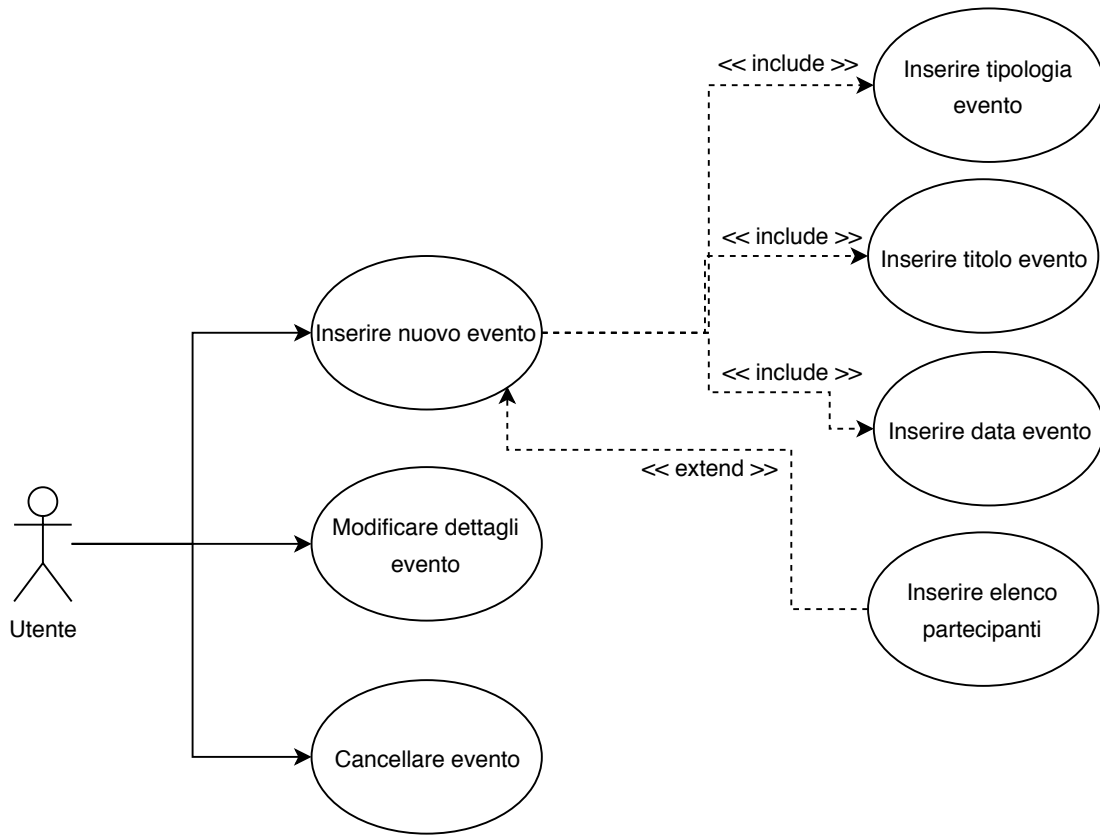 << include >>
Inserire tipologia
evento
<< include >>
Inserire titolo evento
Inserire nuovo evento
<< include >>
Inserire data evento
<< extend >>
Modificare dettagli
evento
Inserire elenco
partecipanti
Utente
Cancellare evento